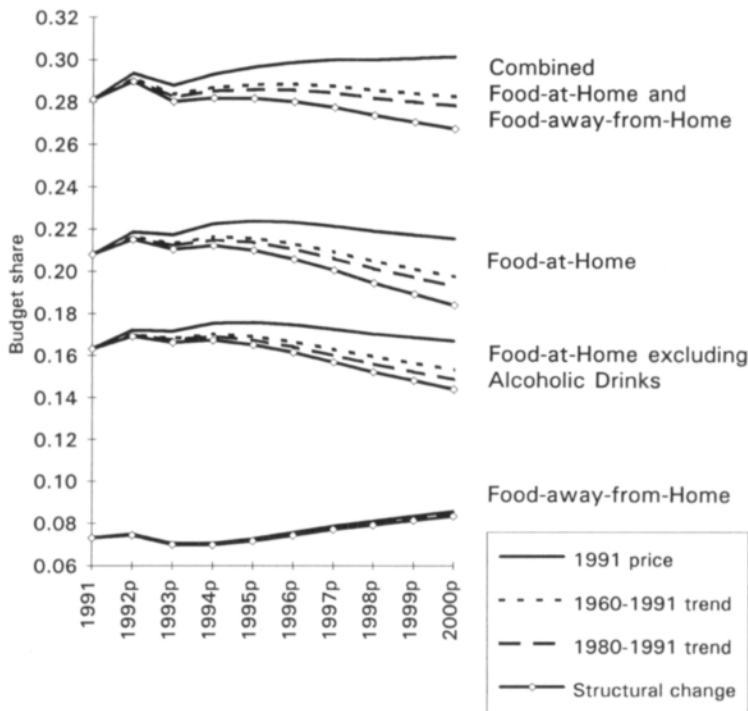 0.32
0.30
0.28
0.26
0.24
0.22
0.20
0.18
0.16
0.14
0.12
0.10
0.08
0.06
Budget share
1991
1992p
1993p
1994p
1995p
1996p
1997p
1998p
1999p
2000p
Combined
Food-at-Home and
Food-away-from-Home
Food-at-Home
Food-at-Home excluding
Alcoholic Drinks
Food-away-from-Home
1991 price
1960-1991 trend
1980-1991 trend
Structural change